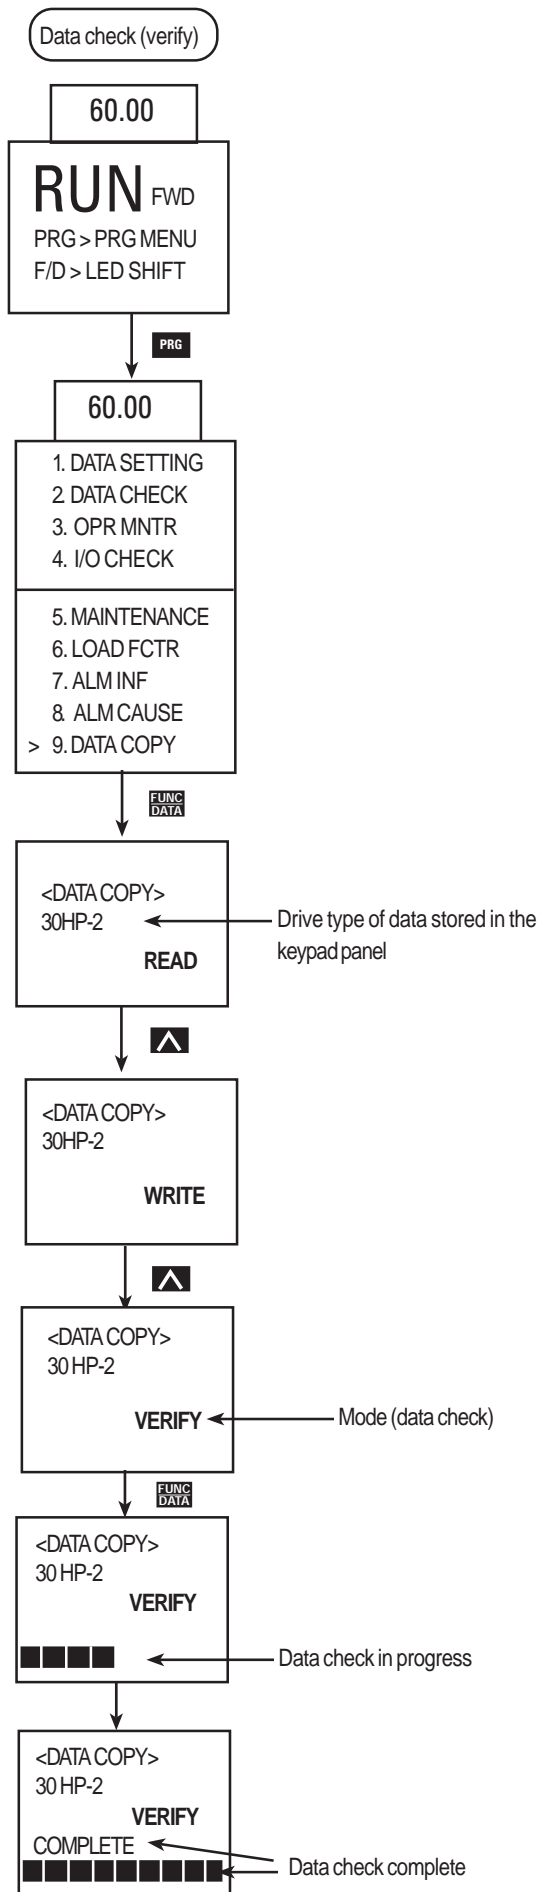 Data check (verify)
60.00
RUN FWD
PRG > PRG MENU
F/D > LED SHIFT
PRG
60.00
1. DATA SETTING
2. DATA CHECK
3. OPR MNTR
4. I/O CHECK
5. MAINTENANCE
6. LOAD FCTR
7. ALM INF
8. ALM CAUSE
> 9. DATA COPY
FUNC
DATA
<DATA COPY>
30HP-2
READ
Drive type of data stored in the
keypad panel
<DATA COPY>
30HP-2
WRITE
<DATA COPY>
30 HP-2
VERIFY
Mode (data check)
FUNC
DATA
<DATA COPY>
30 HP-2
VERIFY
Data check in progress
<DATA COPY>
30 HP-2
VERIFY
COMPLETE
Data check complete